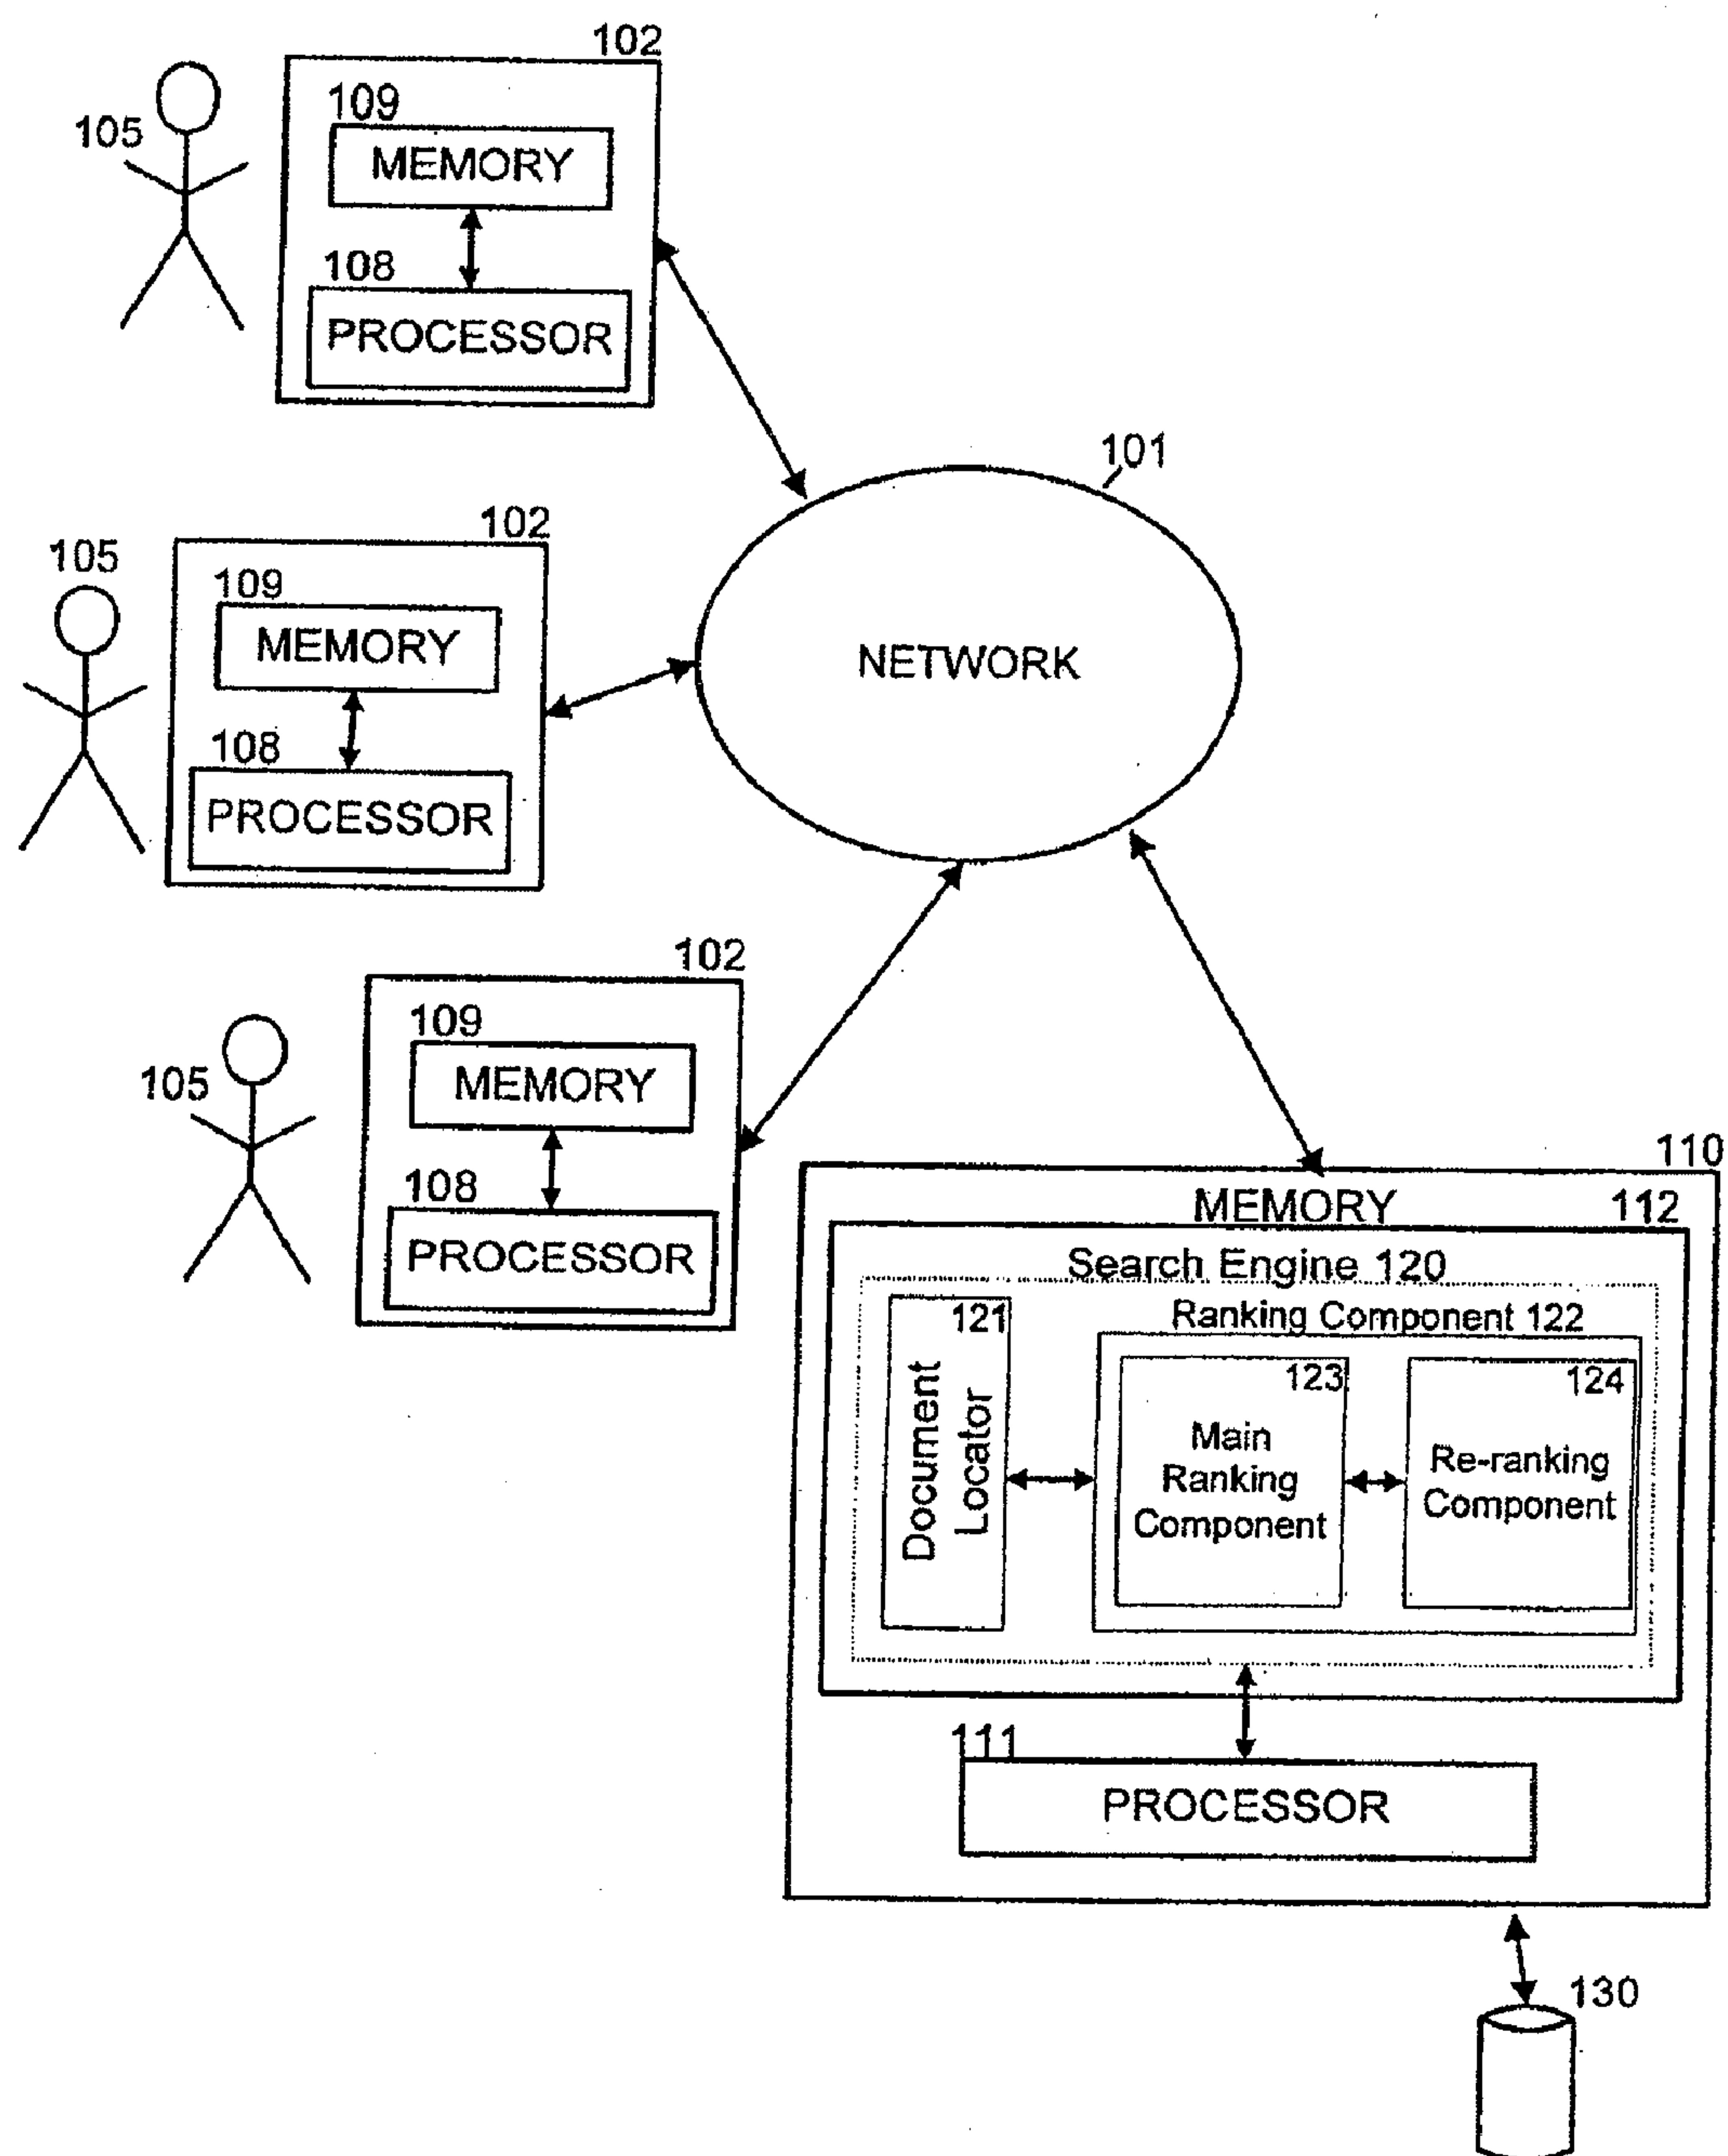 102
109
105
MEMORY
108
PROCESSOR
101
102
105
109
MEMORY
NETWORK
108
PROCESSOR
102
109
105
MEMORY
108
PROCESSOR
110
MEMORY
112
Search Engine 120
121
Ranking Component 122
Document
Locator
123
Main
Ranking
Component
124
Re-ranking
Component
111
PROCESSOR
130